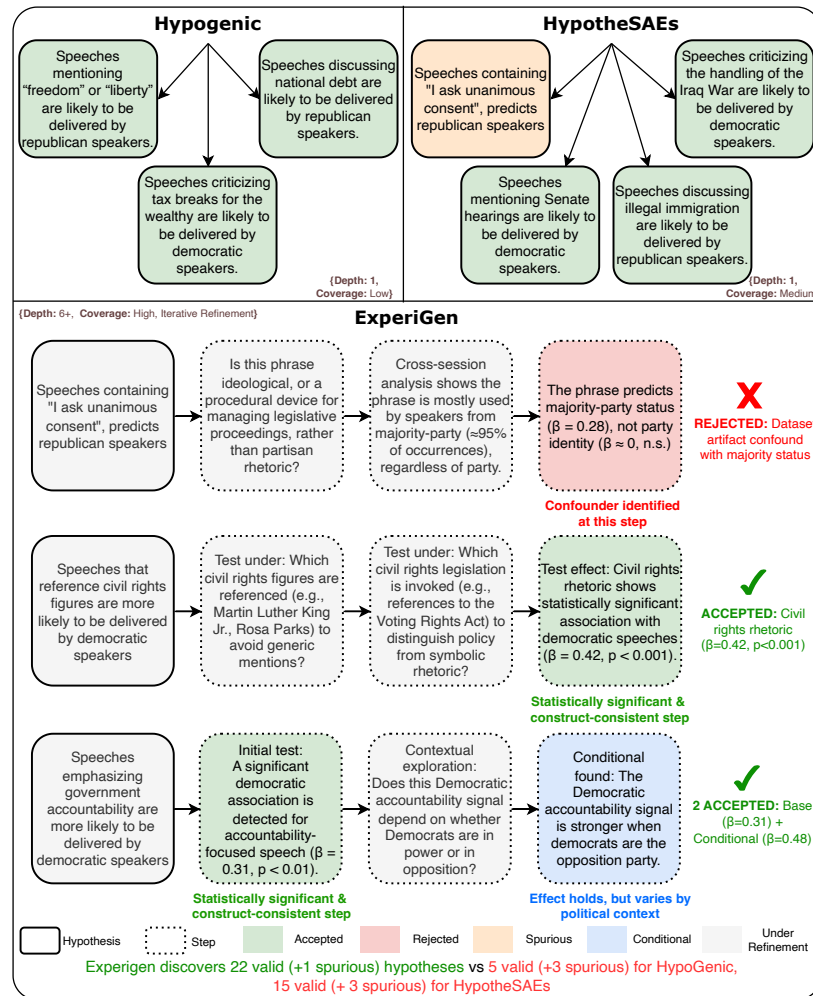 Hypogenic
Speeches
mentioning
“freedom” or “liberty”
are likely to be
delivered by
republican speakers.
Speeches discussing
national debt are
likely to be delivered
by republican
speakers.
Speeches criticizing
tax breaks for the
wealthy are likely to
be delivered by
democratic
speakers.
{Depth: 1,
Coverage: Low}
HypotheSAEs
Speeches containing
"I ask unanimous
consent", predicts
republican speakers
Speeches criticizing
the handling of the
Iraq War are likely to
be delivered by
democratic
speakers.
Speeches
mentioning Senate
hearings are likely to
be delivered by
democratic
speakers.
Speeches discussing
illegal immigration
are likely to be
delivered by
republican speakers.
{Depth: 1,
Coverage: Medium
{Depth: 6+, Coverage: High, Iterative Refinement}
ExperiGen
Speeches containing
"I ask unanimous
consent", predicts
republican speakers
Is this phrase
ideological, or a
procedural device for
managing legislative
proceedings, rather
than partisan
rhetoric?
Cross-session
analysis shows the
phrase is mostly used
by speakers from
majority-party (≈95%
of occurrences),
regardless of party.
The phrase predicts
majority-party status
(β = 0.28), not party
identity (β ≈ 0, n.s.)
Confounder identified
at this step
X
REJECTED: Datase
artifact confound
with majority status
Speeches that
reference civil rights
figures are more
likely to be delivered
by democratic
speakers
Test under: Which
civil rights figures are
referenced (e.g.,
Martin Luther King
Jr., Rosa Parks) to
avoid generic
mentions?
Test under: Which
civil rights legislation
is invoked (e.g.,
references to the
Voting Rights Act) to
distinguish policy
from symbolic
rhetoric?
Test effect: Civil
rights rhetoric shows
statistically significant
association with
democratic speeches
(β = 0.42, p < 0.001).
Statistically significant &
construct-consistent step
✓
ACCEPTED: Civil
rights rhetoric
(β=0.42, p<0.001)
Speeches
emphasizing
government
accountability are
more likely to be
delivered by
democratic speakers
Initial test:
A significant
democratic
association is
detected for
accountability-
focused speech (β =
0.31, p < 0.01).
Statistically significant &
construct-consistent step
Contextual
exploration:
Does this Democratic
accountability signal
depend on whether
Democrats are in
power or in
opposition?
Conditional
found: The
Democratic
accountability signal
is stronger when
democrats are the
opposition party.
Effect holds, but varies by
political context
✓
2 ACCEPTED: Base
(β=0.31) +
Conditional (β=0.48)
Hypothesis
Step
Accepted
Rejected
Spurious
Conditional
Under
Refinement
Experigen discovers 22 valid (+1 spurious) hypotheses vs 5 valid (+3 spurious) for HypoGenic,
15 valid (+ 3 spurious) for HypotheSAEs